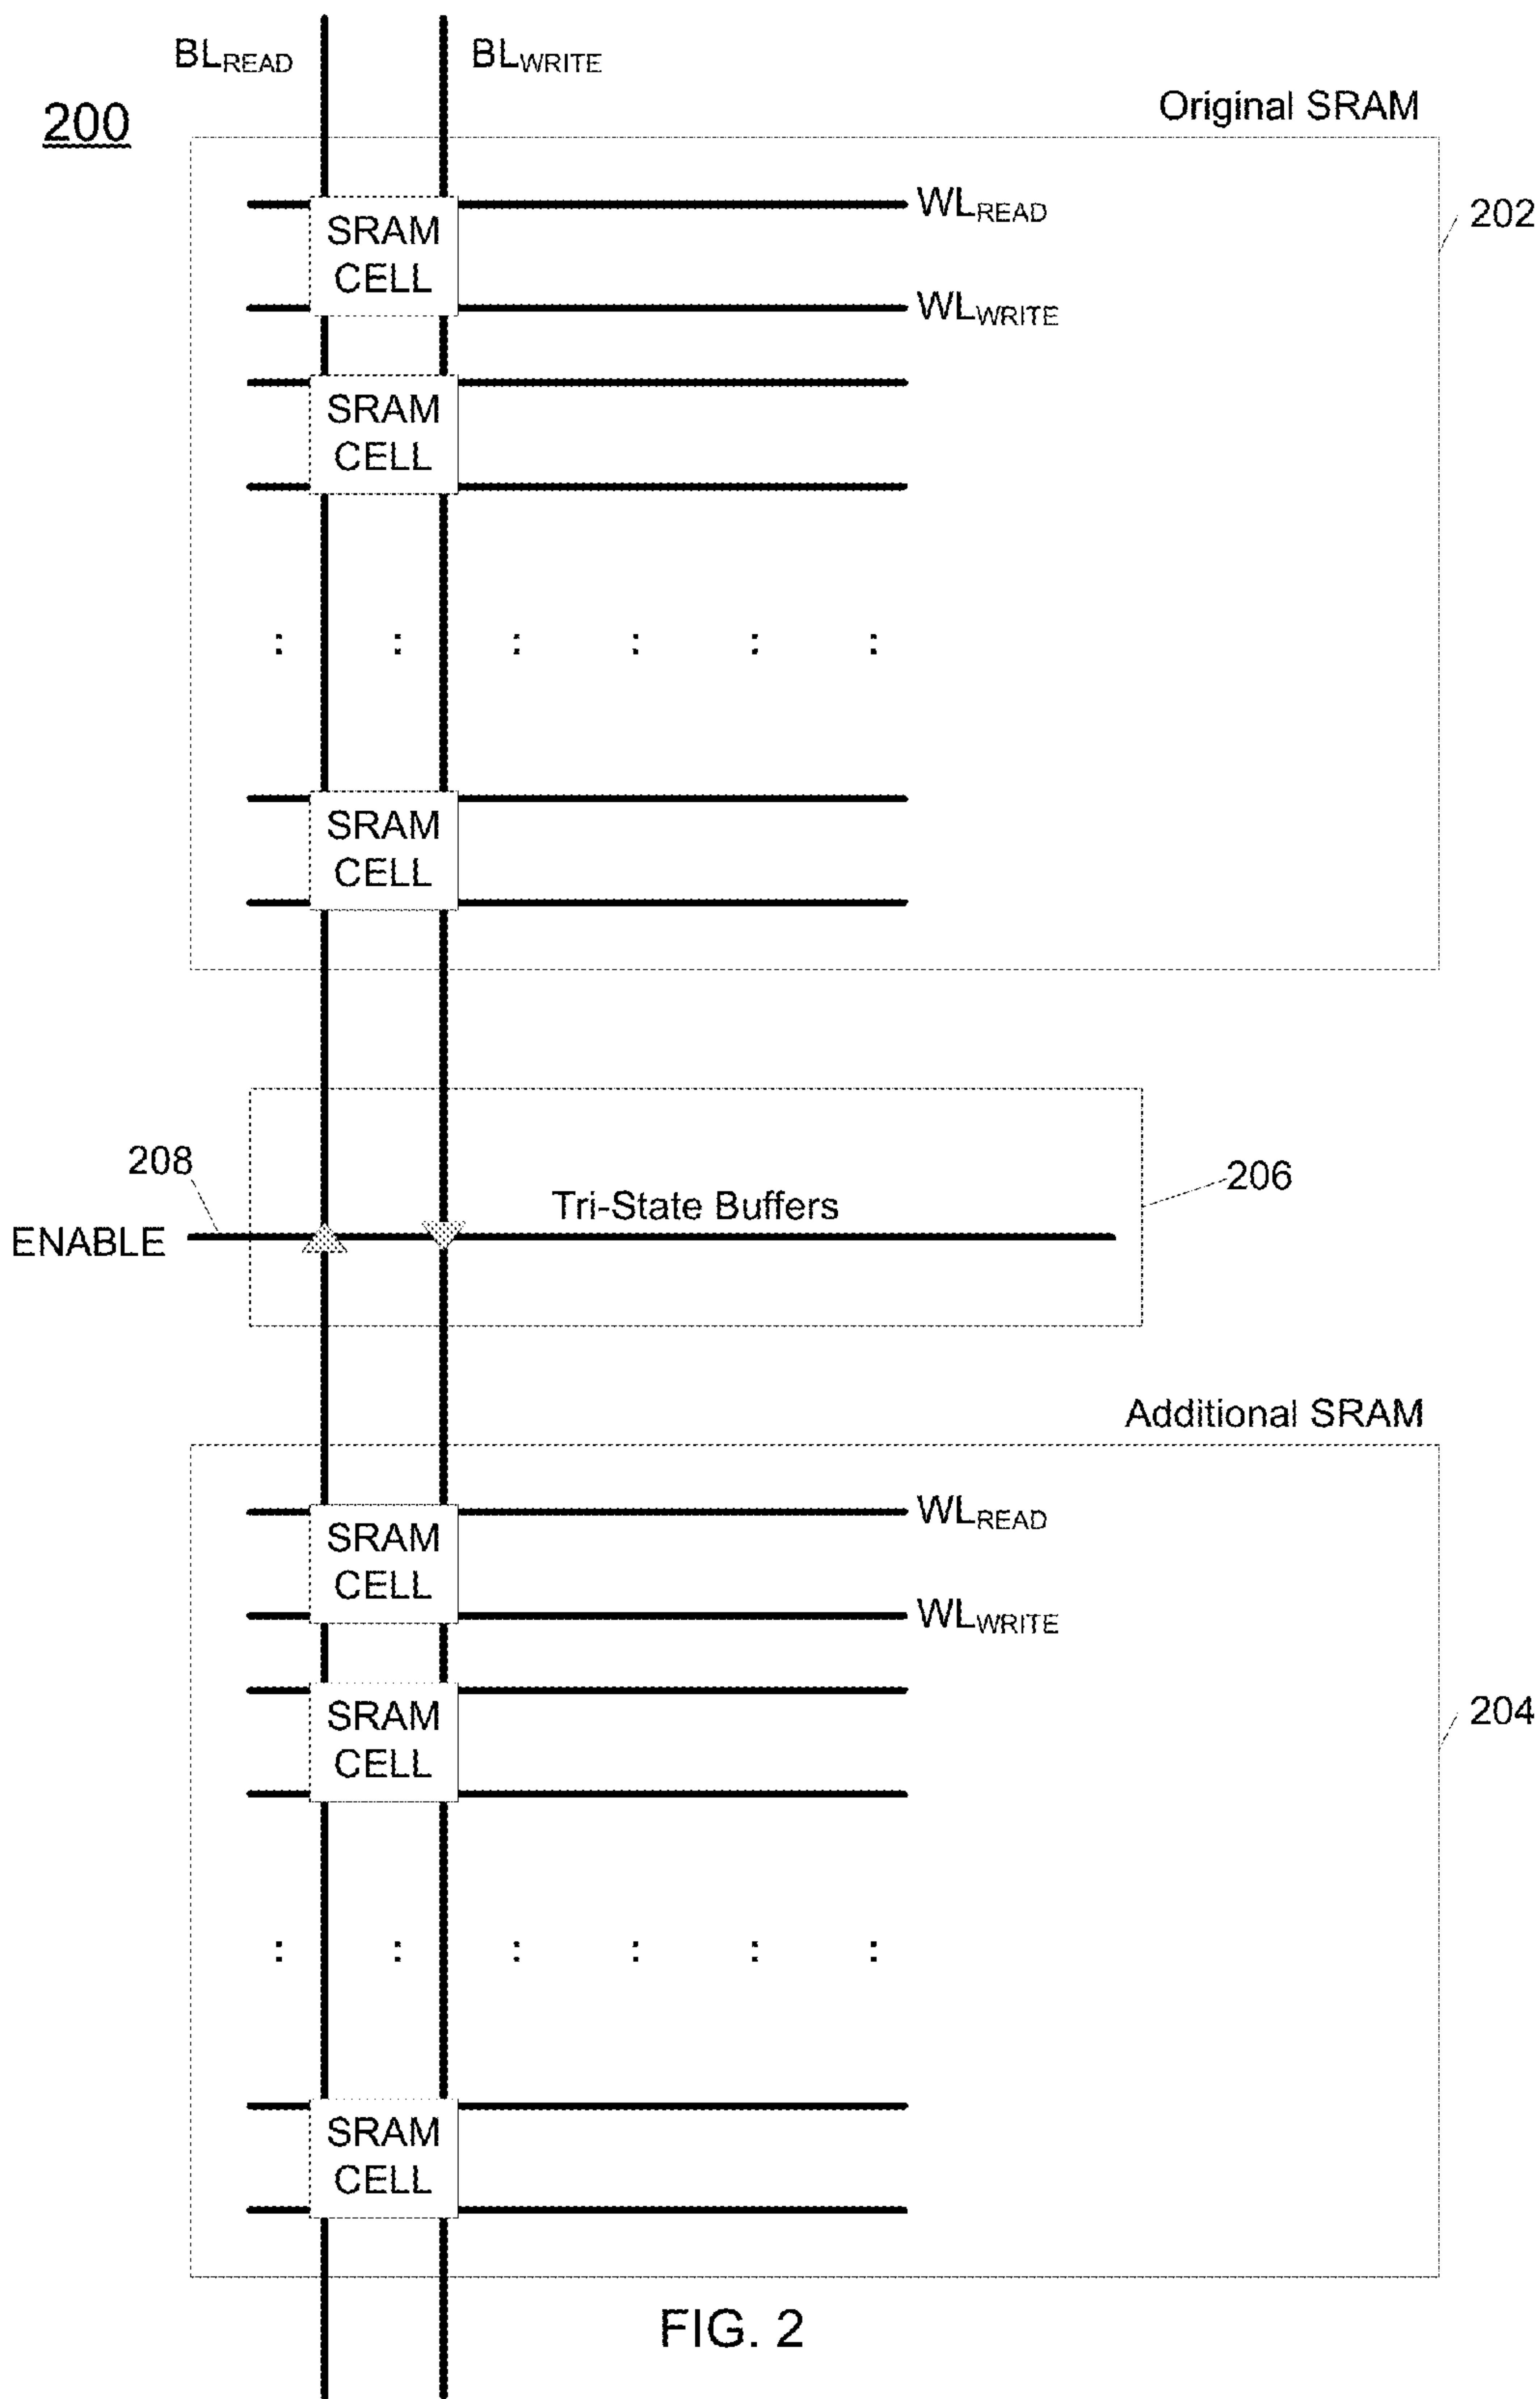 BLREAD
BLWRITE
200
Original SRAM
202
SRAM
CELL
WLREAD
WLWRITE
SRAM
CELL
: : : : : :
SRAM
CELL
208
206
Tri-State Buffers
ENABLE
Additional SRAM
SRAM
CELL
WLREAD
WLWRITE
SRAM
CELL
204
: : : : : :
SRAM
CELL
FIG. 2